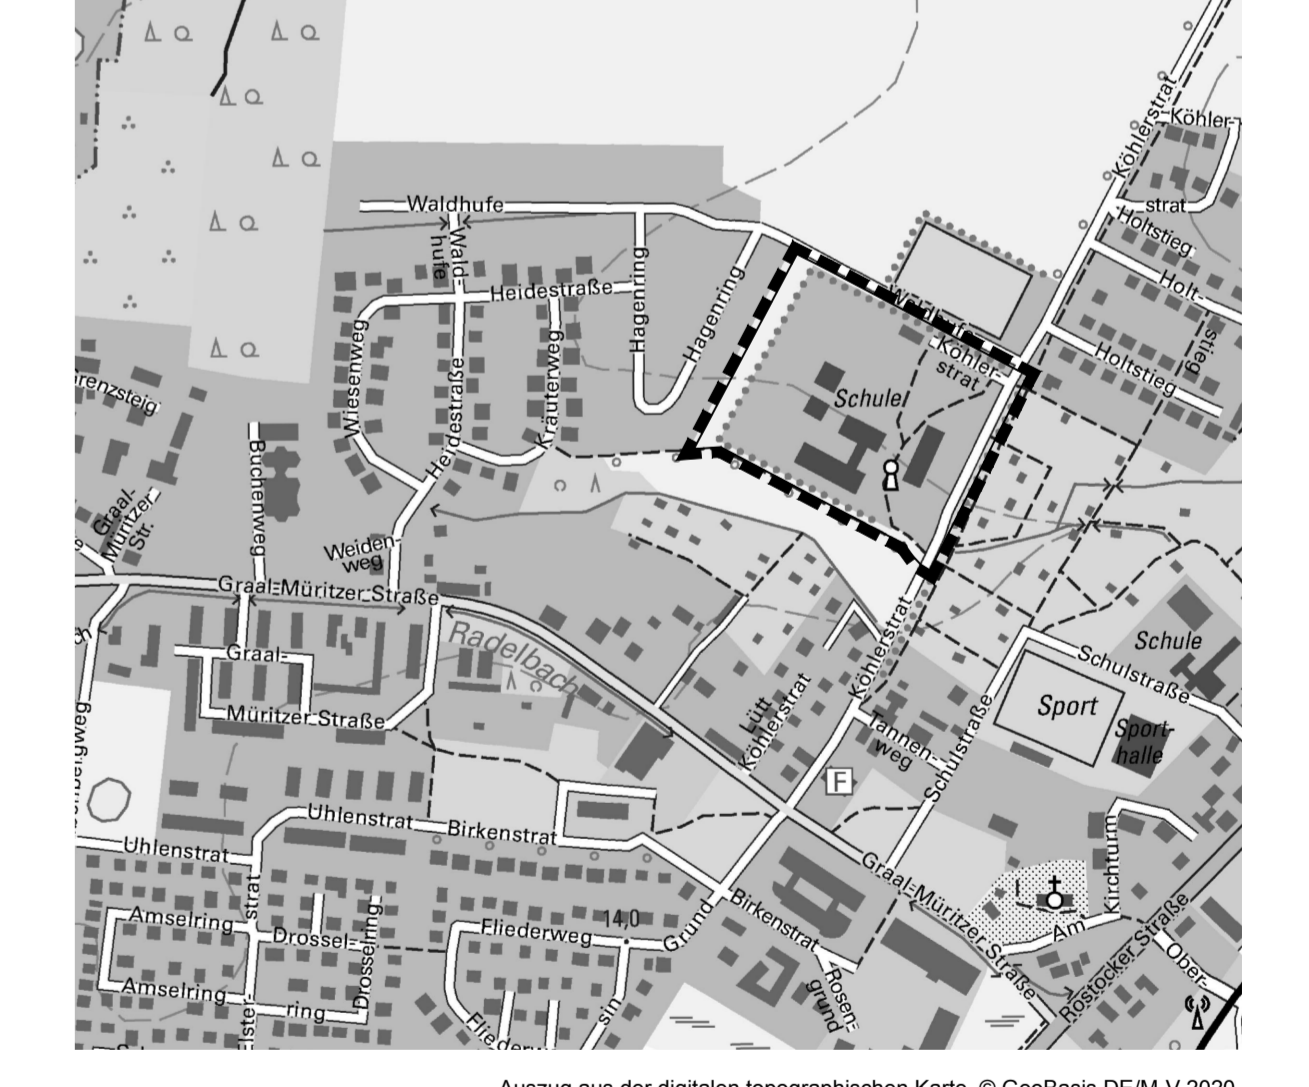 Köhlerstrat
Köhler-
strat
Holtstieg
Holt-
stieg
Holtstieg
Waldhufe
Wald-
hufe
Heidestraße
Hagenring
Hagenring
Waldhufe
Köhler-
strat
Schule
Wiesenweg
Heidestraße
Kräuterweg
Grenzsteig
Buchenweg
Graal-
Müritzer
Str.
Weiden-
weg
Graal-Müritzer Straße
Radelbach
Graal-
Müritzer Straße
Köhlerstrat
Lütt
Köhlerstrat
Tannen-
weg
Schulstraße
Schulstraße
Schule
Sport
Sport-
halle
F
Uhlenstrat
Uhlenstrat
Birkenstrat
Birkenstrat
Graal-Müritzer Straße
Kirchturm
Am
Rostocker Straße
Ober-
Amselring
Amselring
ring
Drossel-
Drosselring
strat
Elster-
Fliederweg
14,0
Grund
sin
Rosen-
grund
Auszug aus der digitalen topographischen Karte, © GeoBasis DE/M-V 2020